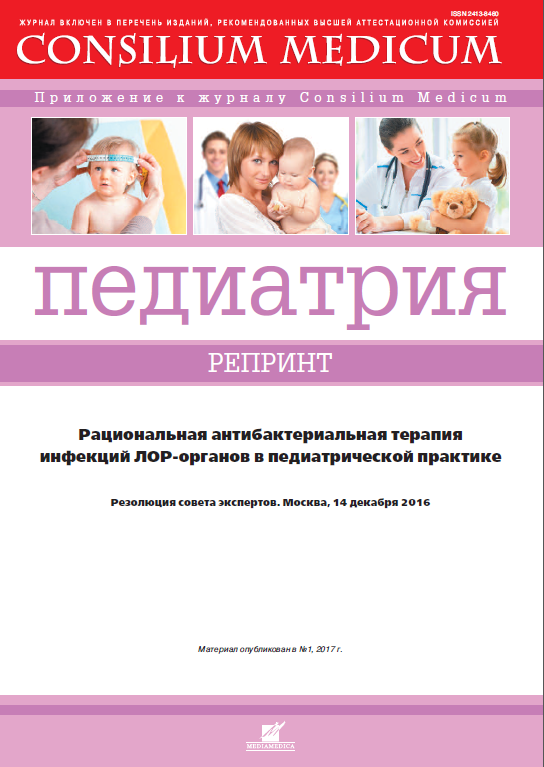 ISSN 2413-8460
ЖУРНАЛ ВКЛЮЧЕН В ПЕРЕЧЕНЬ ИЗДАНИЙ, РЕКОМЕНДОВАННЫХ ВЫСШЕЙ АТТЕСТАЦИОННОЙ КОМИССИЕЙ
CONSILIUM MEDICUM
Приложение к журналу Consilium Medicum
педиатрия
РЕПРИНТ
Рациональная антибактериальная терапия
инфекций ЛОР-органов в педиатрической практике
Резолюция совета экспертов. Москва, 14 декабря 2016
Материал опубликован в №1, 2017 г.
MEDIAMEDICA